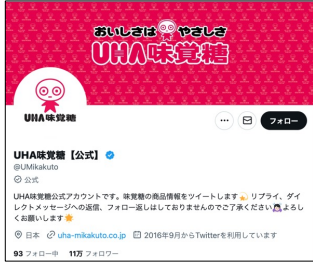 おいしさは やさしさ
UHA味覚糖
UHA味覚糖
フォロー
UHA味覚糖【公式】
@UMikakuto
公式
UHA味覚糖公式アカウントです。味覚糖の商品情報をツイートします🌟 リプライ、ダイ
レクトメッセージへの返信、フォロー返しはしておりませんのでご了承ください🙇よろし
くお願いします☀
日本 uha-mikakuto.co.jp 2016年9月からTwitterを利用しています
93 フォロー中 11万 フォロワー